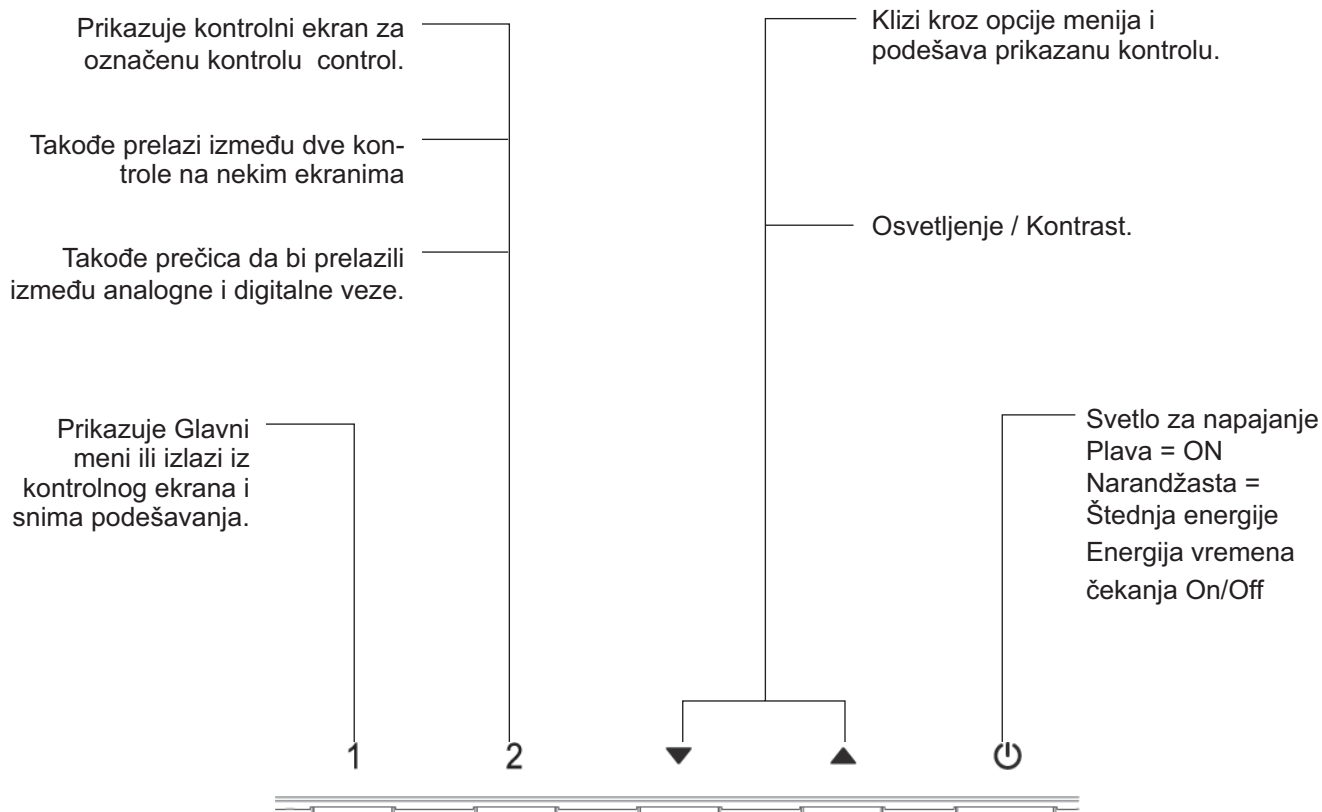 Prikazuje kontrolni ekran za
označenu kontrolu  control.
Takođe prelazi između dve kon-
trole na nekim ekranima
Takođe prečica da bi prelazili
između analogne i digitalne veze.
Prikazuje Glavni
meni ili izlazi iz
kontrolnog ekrana i
snima podešavanja.
Klizi kroz opcije menija i
podešava prikazanu kontrolu.
Osvetljenje / Kontrast.
Svetlo za napajanje
Plava = ON
Narandžasta =
Štednja energije
Energija vremena
čekanja On/Off
1 2 ▼ ▲ ⏻